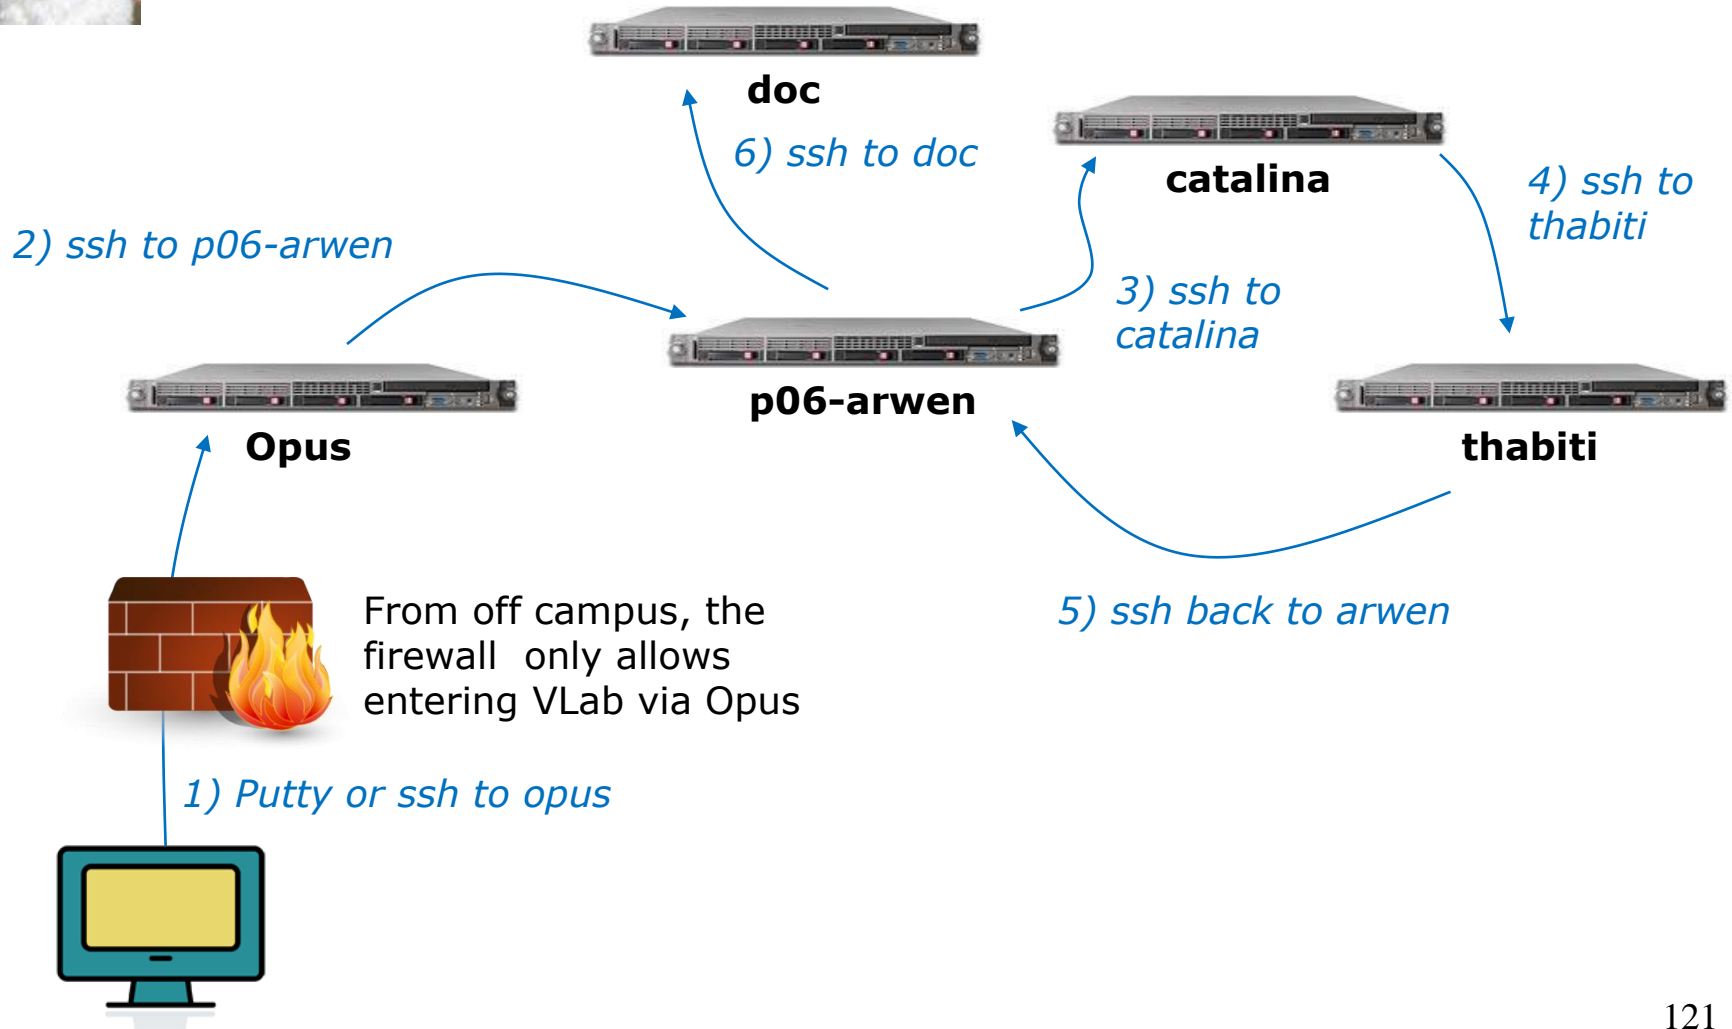 doc
6) ssh to doc
catalina
4) ssh to
thabiti
2) ssh to p06-arwen
3) ssh to
catalina
p06-arwen
Opus
thabiti
From off campus, the
firewall  only allows
entering VLab via Opus
5) ssh back to arwen
1) Putty or ssh to opus
121